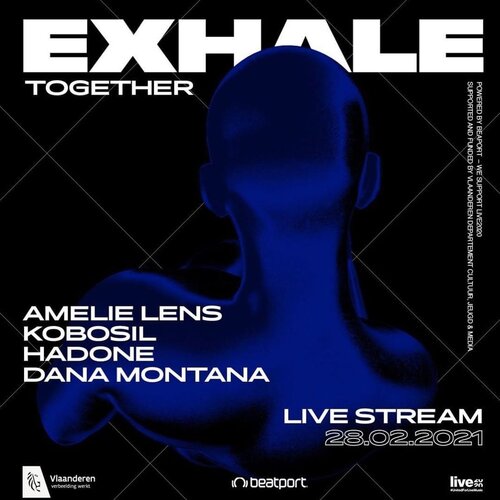 EXHALE
TOGETHER
POWERED BY BEAPORT – WE SUPPORT LIVE2020
SUPPORTED AND FUNDED BY VLAANDEREN DEPARTEMENT CULTUUR, JEUGD & MEDIA
AMELIE LENS
KOBOSIL
HADONE
DANA MONTANA
LIVE STREAM
28.02.2021
Vlaanderen
verbeelding werkt
beatport
live